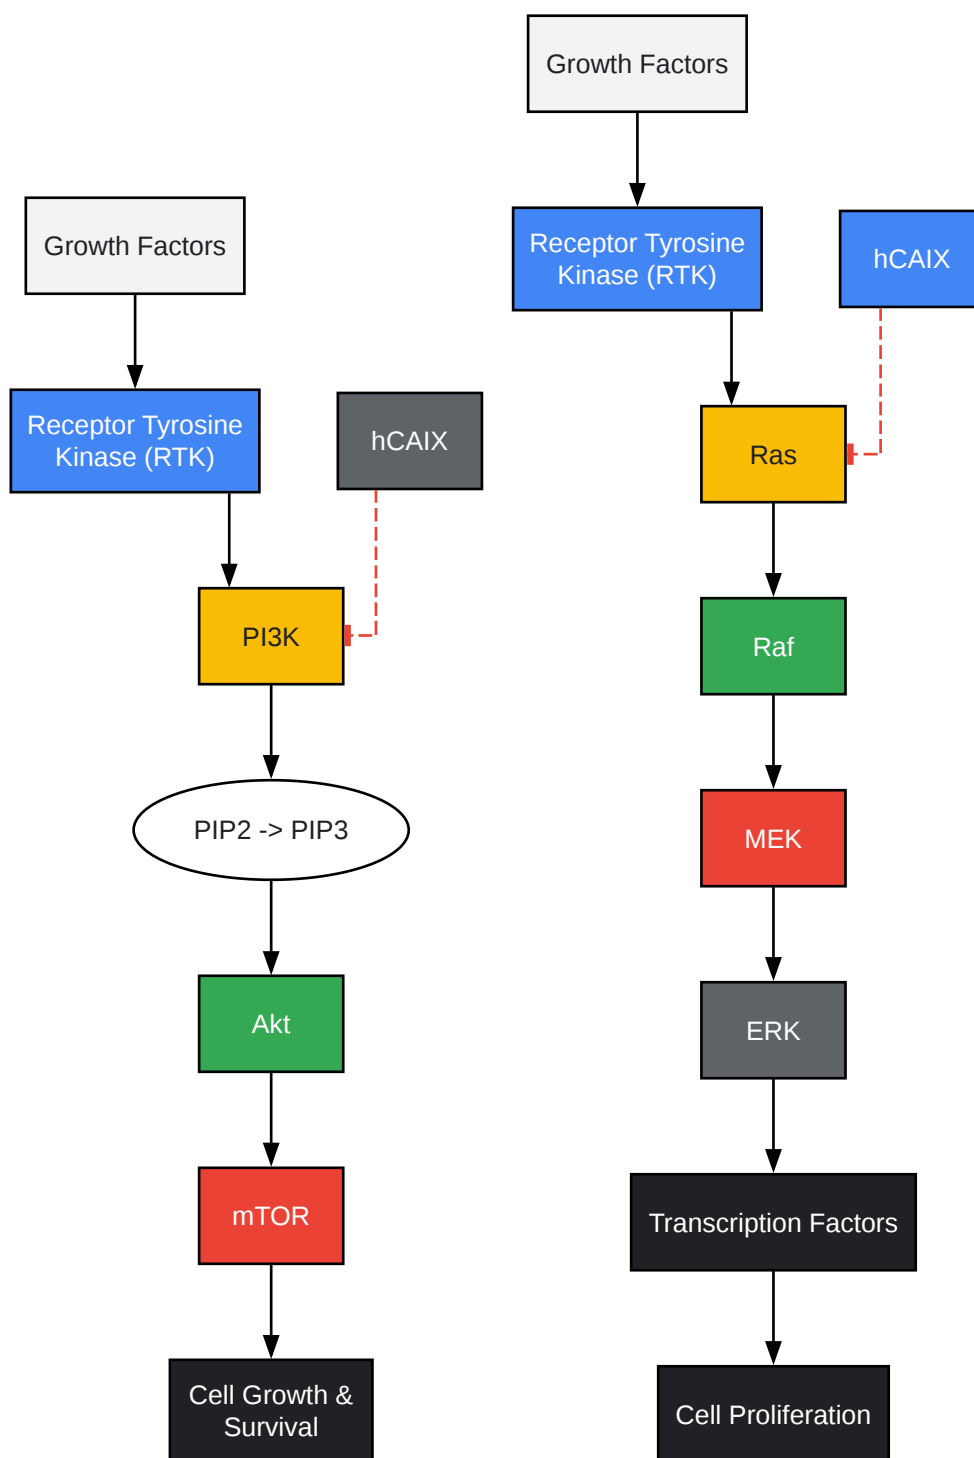 Growth Factors
Receptor Tyrosine
Kinase (RTK)
hCAIX
PI3K
PIP2 -> PIP3
Akt
mTOR
Cell Growth &
Survival
Growth Factors
Receptor Tyrosine
Kinase (RTK)
hCAIX
Ras
Raf
MEK
ERK
Transcription Factors
Cell Proliferation